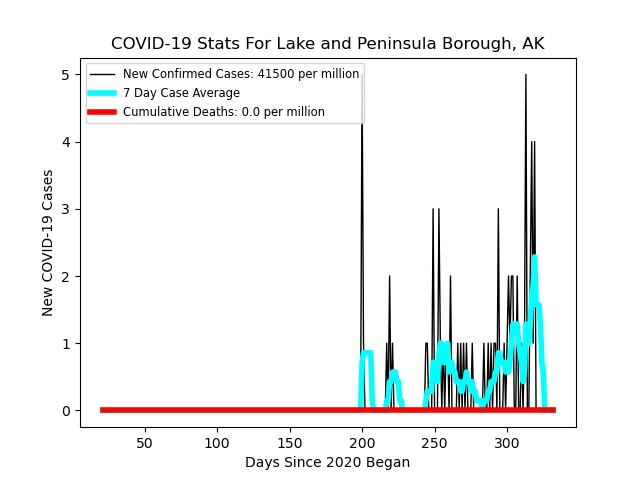 COVID-19 Stats For Lake and Peninsula Borough, AK
New Confirmed Cases: 41500 per million
7 Day Case Average
Cumulative Deaths: 0.0 per million
New COVID-19 Cases
5
4
3
2
1
0
50 100 150 200 250 300
Days Since 2020 Began